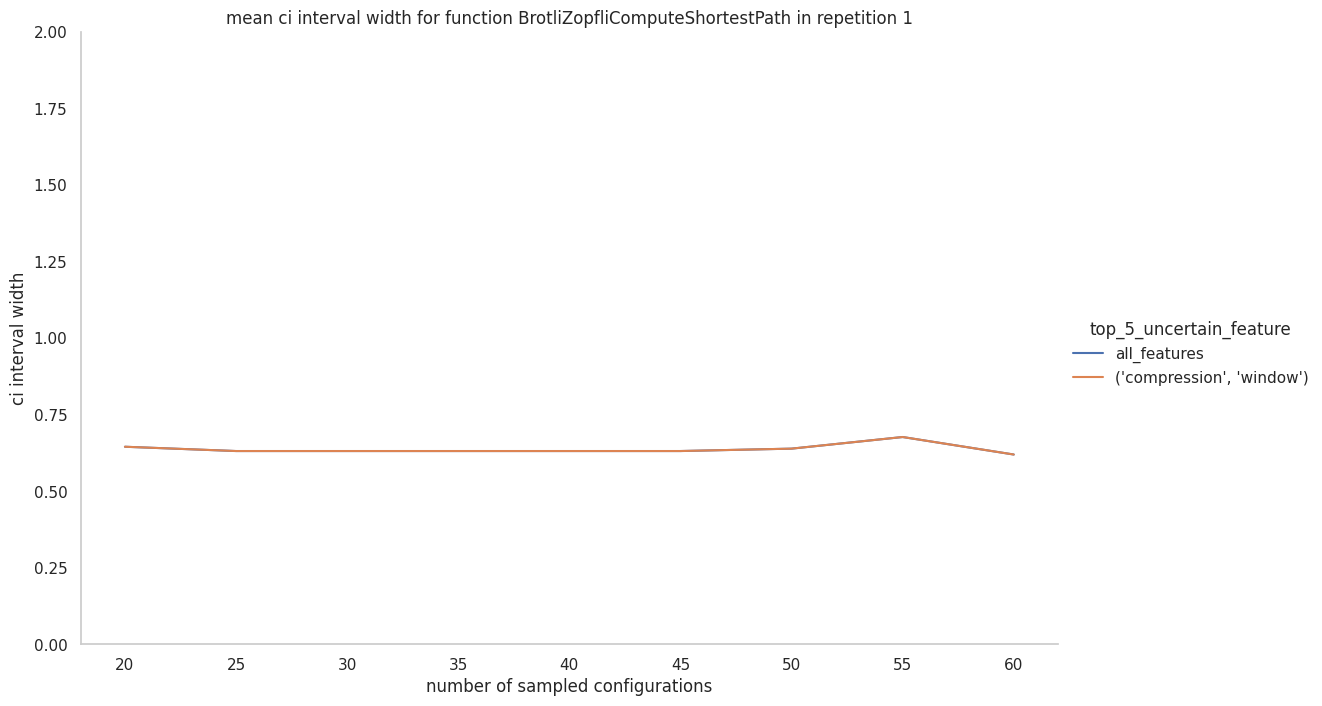 mean ci interval width for function BrotliZopfliComputeShortestPath in repetition 1
2.00
1.75
1.50
1.25
1.00
0.75
0.50
0.25
0.00
ci interval width
20 25 30 35 40 45 50 55 60
number of sampled configurations
top_5_uncertain_feature
all_features
('compression', 'window')